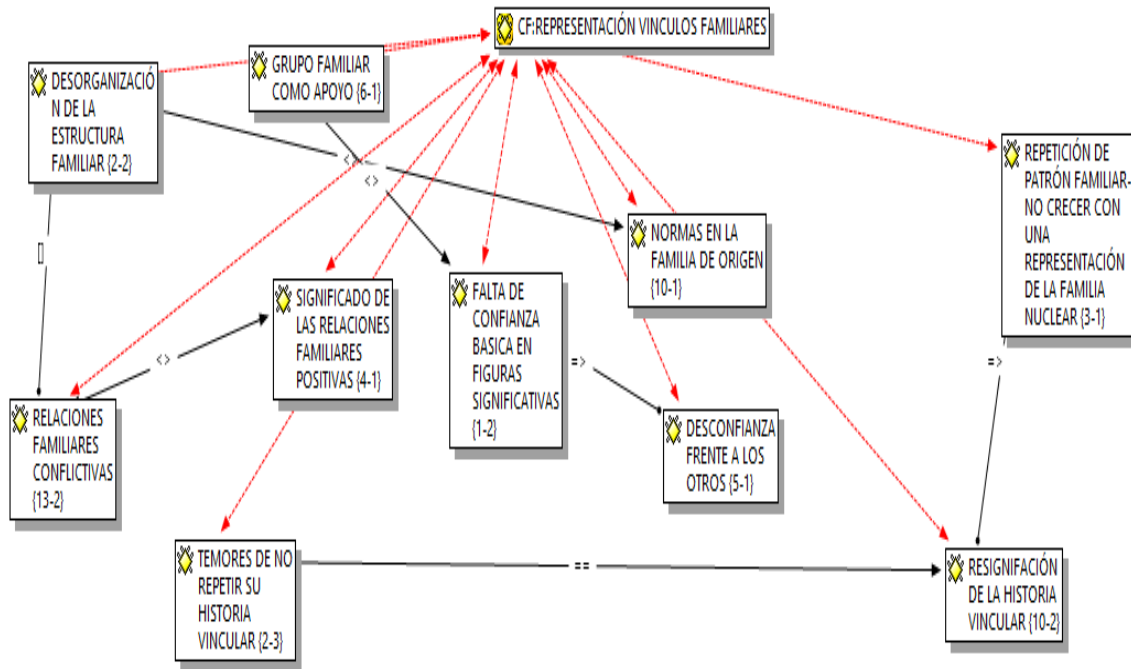 CF:REPRESENTACIÓN VINCULOS FAMILIARES
GRUPO FAMILIAR
COMO APOYO {6-1}
DESORGANIZACIÓ
N DE LA
ESTRUCTURA
FAMILIAR {2-2}
<>
<>
[]
REPETICIÓN DE
PATRÓN FAMILIAR-
NO CRECER CON
UNA
REPRESENTACIÓN
DE LA FAMILIA
NUCLEAR {3-1}
NORMAS EN LA
FAMILIA DE ORIGEN
{10-1}
SIGNIFICADO DE
LAS RELACIONES
FAMILIARES
POSITIVAS {4-1}
FALTA DE
CONFIANZA
BASICA EN
FIGURAS
SIGNIFICATIVAS
{1-2}
<>
=>
=>
RELACIONES
FAMILIARES
CONFLICTIVAS
{13-2}
DESCONFIANZA
FRENTE A LOS
OTROS {5-1}
TEMORES DE NO
REPETIR SU
HISTORIA
VINCULAR {2-3}
==
RESIGNIFACIÓN
DE LA HISTORIA
VINCULAR {10-2}